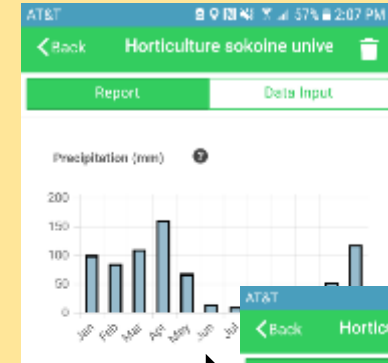 AT&T 57% 2:07 PM
Back Horticulture sokoine unive
Report Data Input
Precipitation (mm) ?
200
150
100
50
0
Jan Feb Mar Apr May Jun Jul
AT&T
Back Horticu